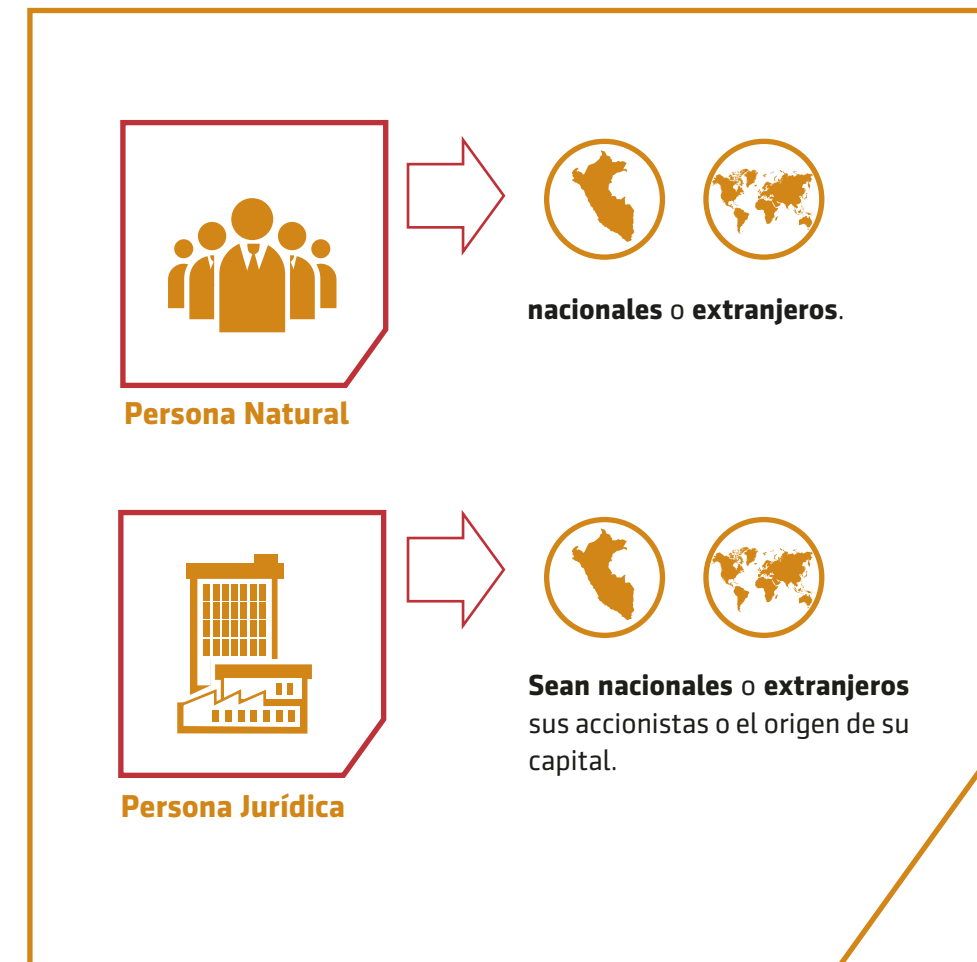 nacionales o extranjeros.
Persona Natural
Sean nacionales o extranjeros
sus accionistas o el origen de su
capital.
Persona Jurídica